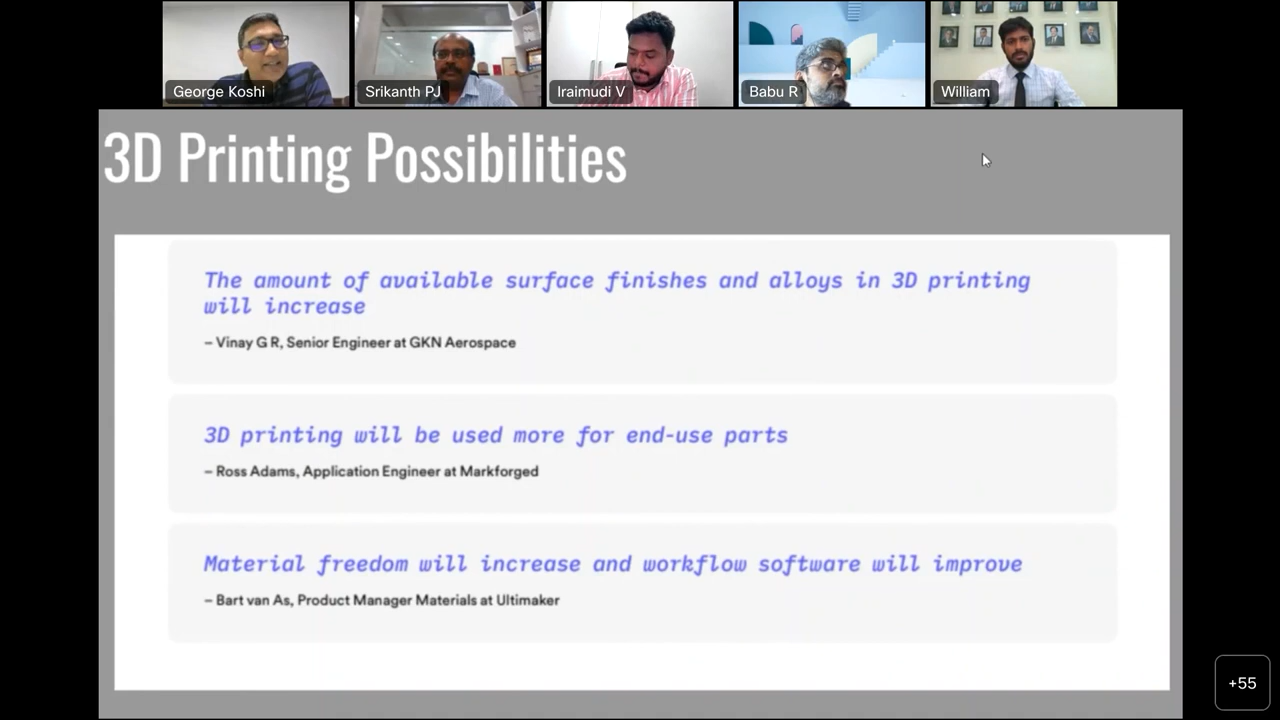 George Koshi
Srikanth PJ
Iraimudi V
Babu R
William
3D Printing Possibilities
The amount of available surface finishes and alloys in 3D printing
will increase
– Vinay G R, Senior Engineer at GKN Aerospace
3D printing will be used more for end-use parts
– Ross Adams, Application Engineer at Markforged
Material freedom will increase and workflow software will improve
– Bart van As, Product Manager Materials at Ultimaker
+55